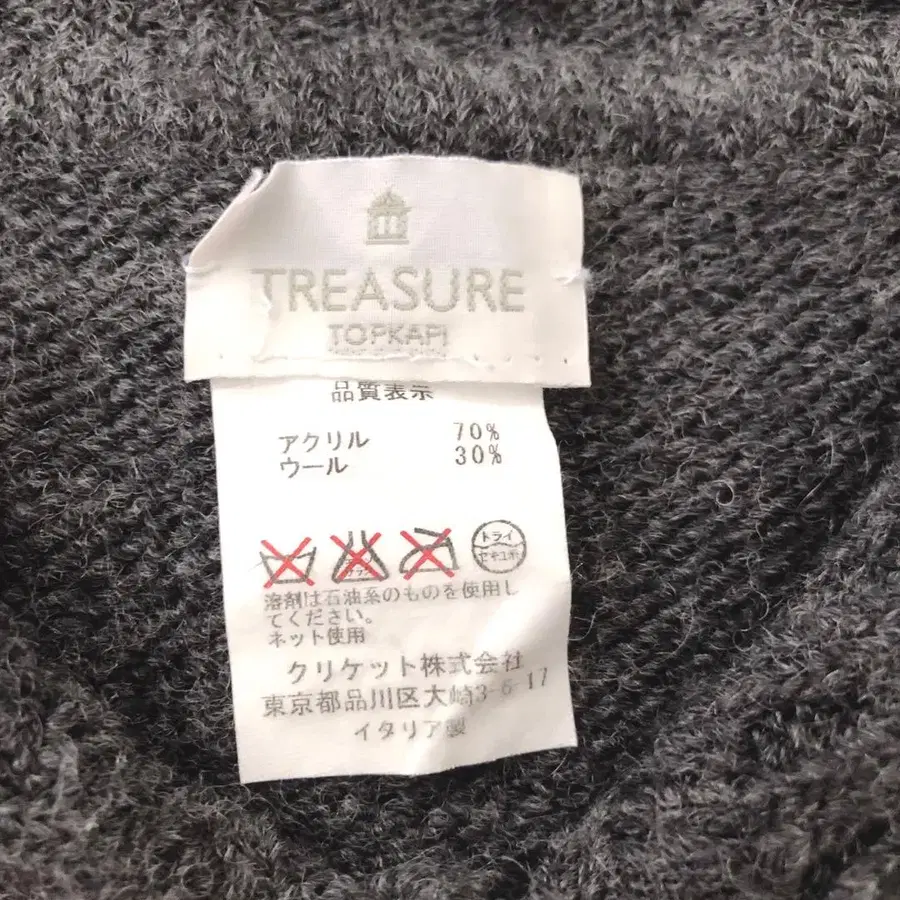 TREASURE
TOPKAPI
品質表示
アクリル 70%
ウール 30%
ドライ
セキユ系
溶剤は石油系のものを使用し
てください。
ネット使用
クリケット株式会社
東京都品川区大崎3-6-17
イタリア製